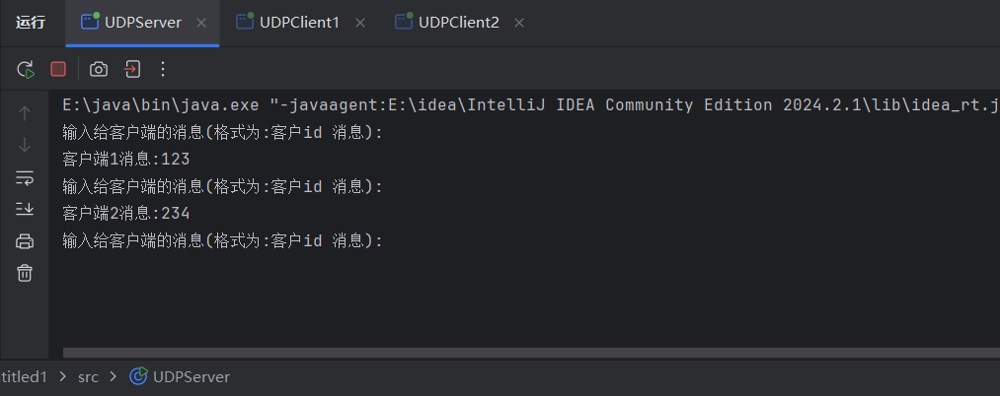 运行 UDPServer UDPClient1 UDPClient2
E:\java\bin\java.exe "-javaagent:E:\idea\IntelliJ IDEA Community Edition 2024.2.1\lib\idea_rt.j
输入给客户端的消息(格式为:客户id 消息):
客户端1消息:123
输入给客户端的消息(格式为:客户id 消息):
客户端2消息:234
输入给客户端的消息(格式为:客户id 消息):
titled1 > src > UDPServer